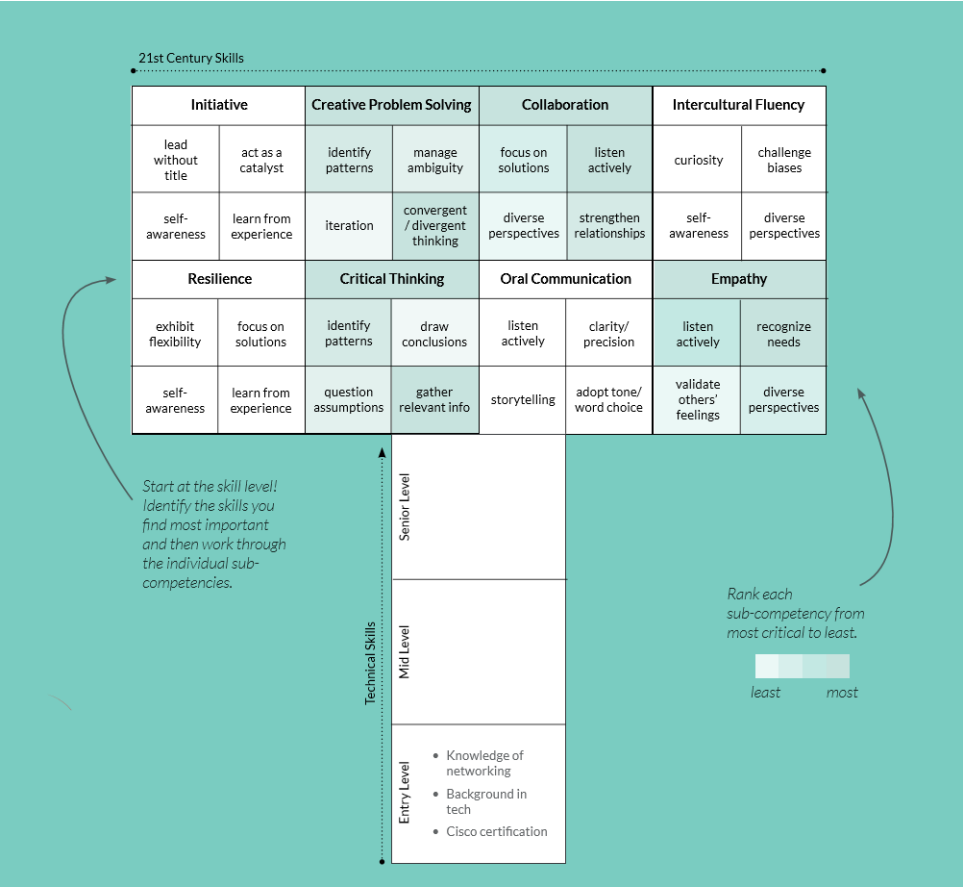 21st Century Skills
Initiative
Creative Problem Solving
Collaboration
Intercultural Fluency
lead
without
title
act as a
catalyst
identify
patterns
manage
ambiguity
focus on
solutions
listen
actively
curiosity
challenge
biases
self-
awareness
learn from
experience
iteration
convergent
/ divergent
thinking
diverse
perspectives
strengthen
relationships
self-
awareness
diverse
perspectives
Resilience
Critical Thinking
Oral Communication
Empathy
exhibit
flexibility
focus on
solutions
identify
patterns
draw
conclusions
listen
actively
clarity/
precision
listen
actively
recognize
needs
self-
awareness
learn from
experience
question
assumptions
gather
relevant info
storytelling
adopt tone/
word choice
validate
others'
feelings
diverse
perspectives
Start at the skill level!
Identify the skills you
find most important
and then work through
the individual sub-
competencies.
Technical Skills
Senior Level
Mid Level
Entry Level
• Knowledge of
networking
• Background in
tech
• Cisco certification
Rank each
sub-competency from
most critical to least.
least
most